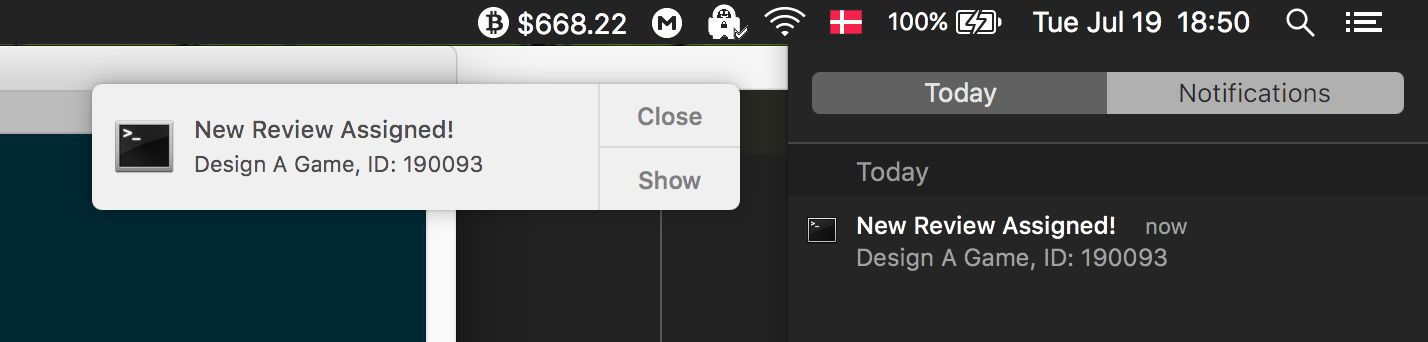 $668.22 M 100% Tue Jul 19 18:50
New Review Assigned!
Design A Game, ID: 190093
Close
Show
Today Notifications
Today
New Review Assigned! now
Design A Game, ID: 190093